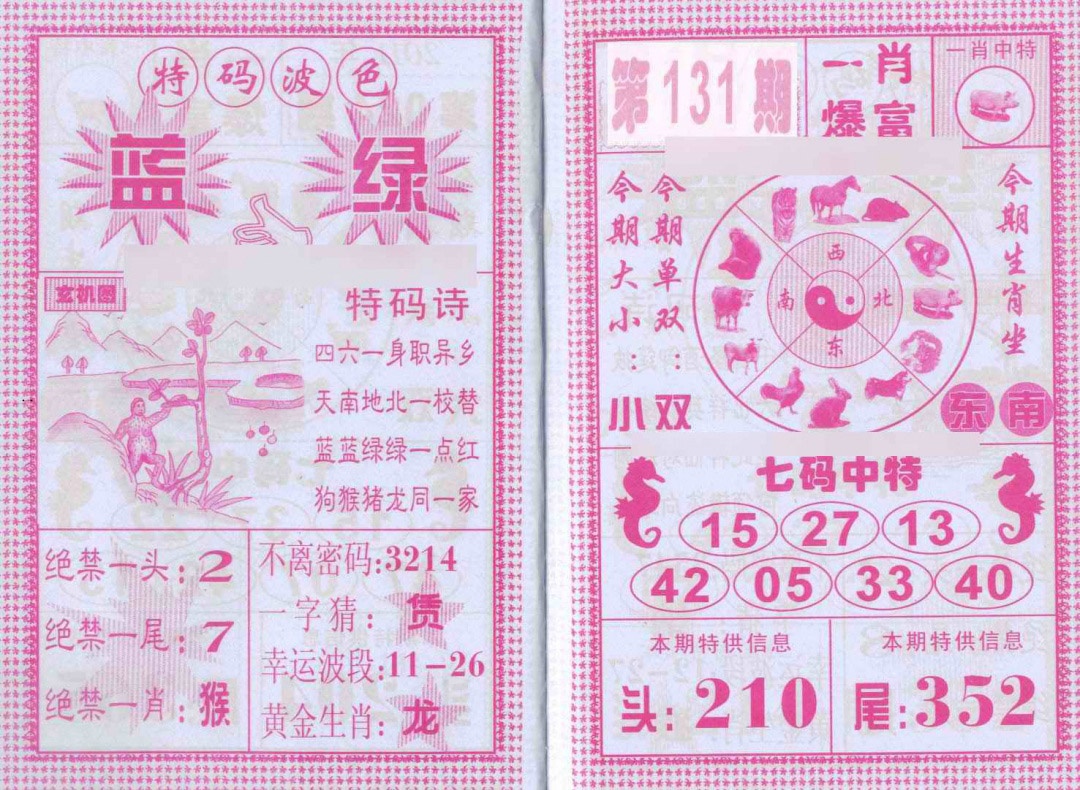 特码波色
蓝 绿
玄机图
特码诗
四六一身职异乡
天南地北一校替
蓝蓝绿绿一点红
狗猴猪龙同一家
绝禁一头:2
绝禁一尾:7
绝禁一肖:猴
不离密码:3214
一字猜:赁
幸运波段:11-26
黄金生肖:龙
第131期
一肖
爆富
一肖中特
今期大小:小
今期单双:双
西
南 北
东
今期生肖坐
东南
七码中特
15 27 13
42 05 33 40
本期特供信息
头:210
本期特供信息
尾:352